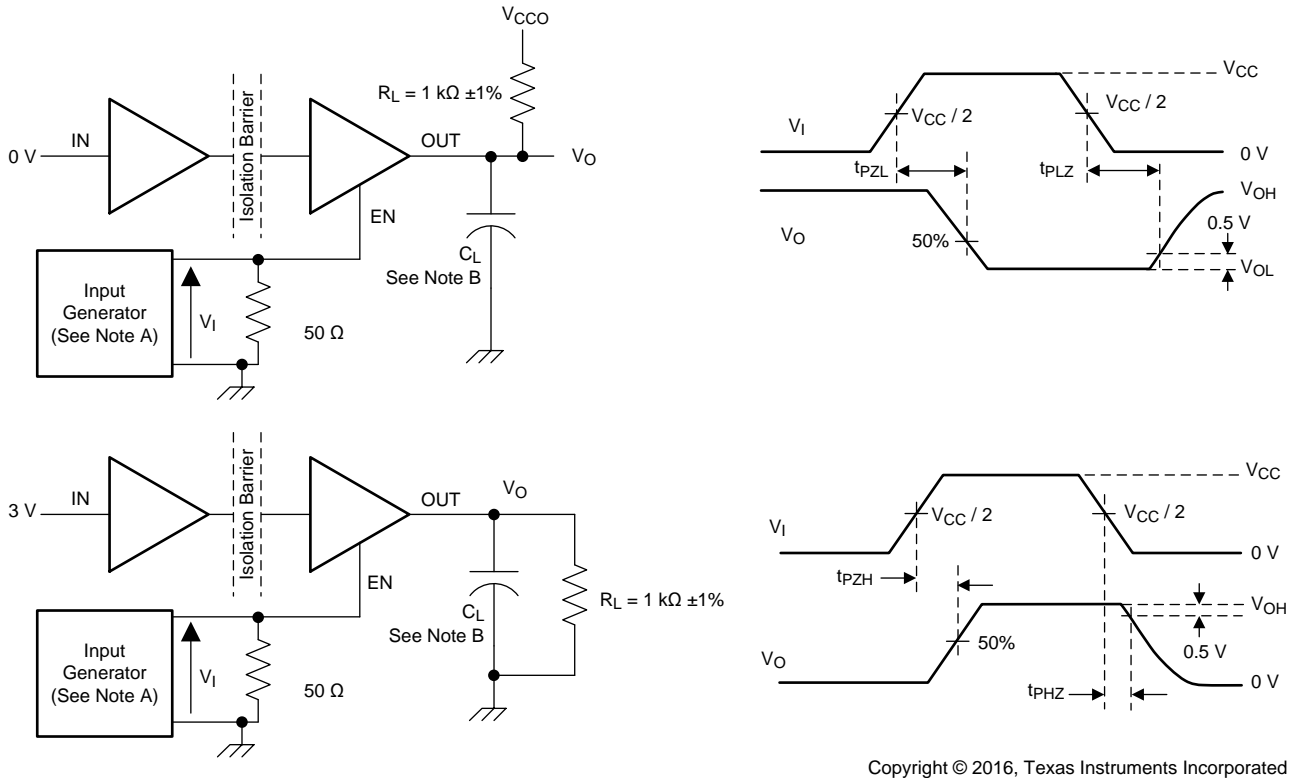 VCCO
RL = 1 kΩ ±1%
Isolation Barrier
IN
OUT
0 V
VO
EN
CL
See Note B
Input
Generator
(See Note A)
VI
50 Ω
VCC
VCC / 2
VCC / 2
VI
0 V
tPZL
tPLZ
VOH
0.5 V
VO
50%
VOL
Isolation Barrier
IN
OUT
VO
3 V
EN
RL = 1 kΩ ±1%
CL
See Note B
Input
Generator
(See Note A)
VI
50 Ω
VCC
VCC / 2
VCC / 2
VI
0 V
tPZH
VOH
50%
0.5 V
VO
0 V
tPHZ
Copyright © 2016, Texas Instruments Incorporated